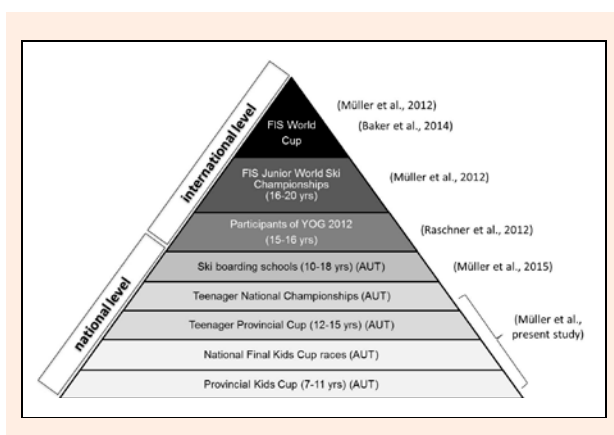 international level
national level
FIS World
Cup
FIS Junior World Ski
Championships
(16-20 yrs)
Participants of YOG 2012
(15-16 yrs)
Ski boarding schools (10-18 yrs) (AUT)
Teenager National Championships (AUT)
Teenager Provincial Cup (12-15 yrs) (AUT)
National Final Kids Cup races (AUT)
Provincial Kids Cup (7-11 yrs) (AUT)
(Müller et al., 2012)
(Baker et al., 2014)
(Müller et al., 2012)
(Raschner et al., 2012)
(Müller et al., 2015)
(Müller et al.,
present study)